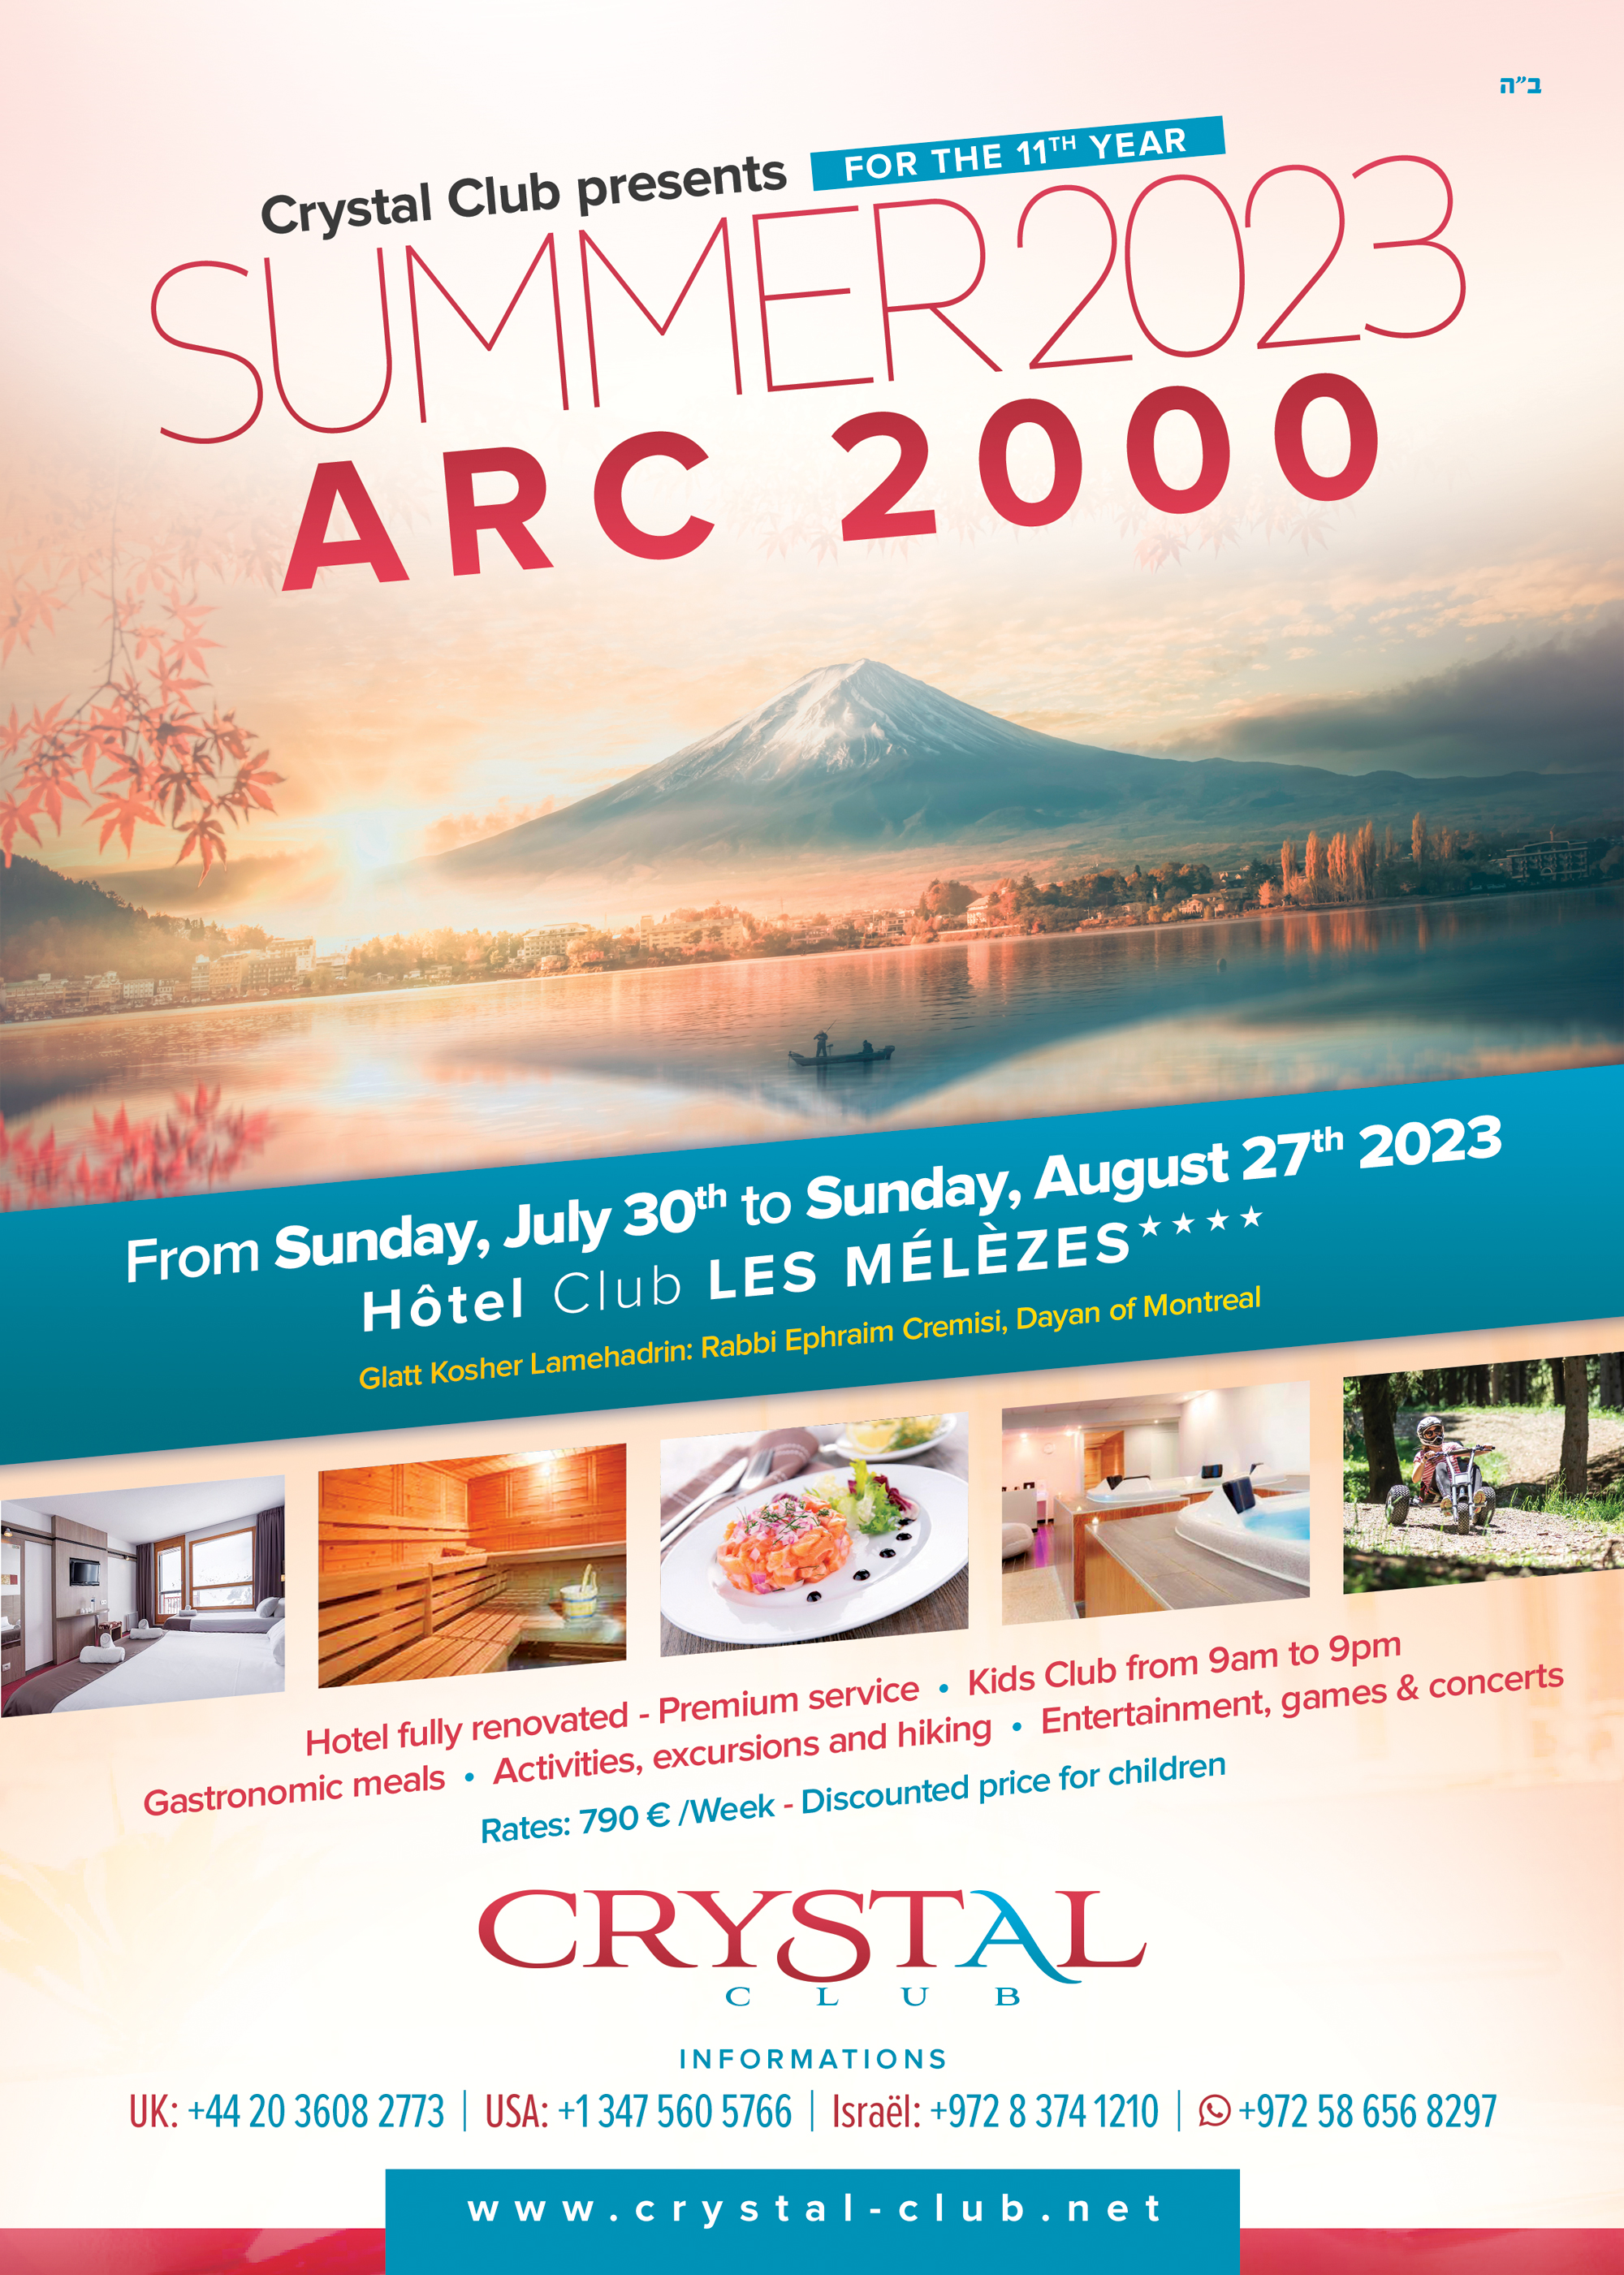 ב״ה
Crystal Club presents FOR THE 11TH YEAR
SUMMER 2023
ARC 2000
From Sunday, July 30th to Sunday, August 27th 2023
Hôtel Club LES MÉLÈZES★★★★
Glatt Kosher Lamehadrin: Rabbi Ephraim Cremisi, Dayan of Montreal
Hotel fully renovated - Premium service • Kids Club from 9am to 9pm
Gastronomic meals • Activities, excursions and hiking • Entertainment, games & concerts
Rates: 790 € /Week - Discounted price for children
CRYSTAL
CLUB
INFORMATIONS
UK: +44 20 3608 2773 | USA: +1 347 560 5766 | Israël: +972 8 374 1210 | +972 58 656 8297
www.crystal-club.net